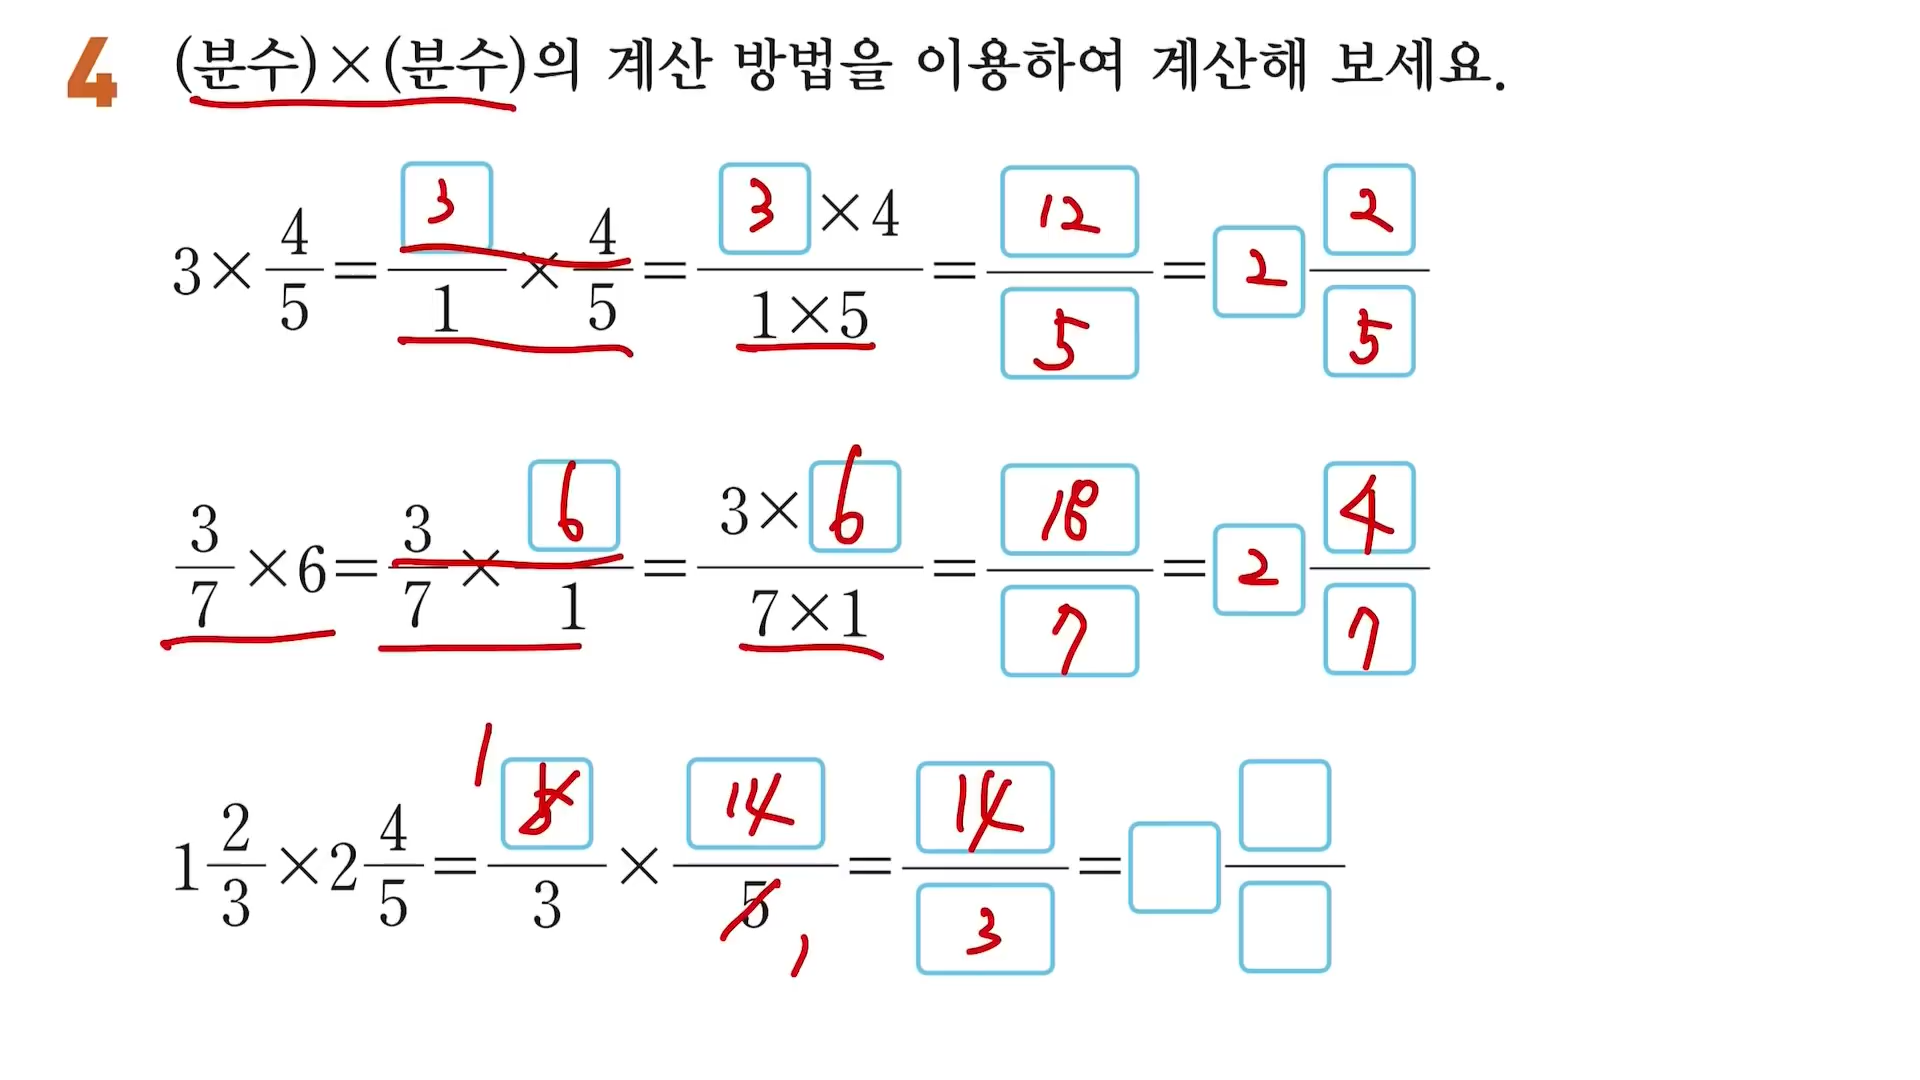 4 (분수)×(분수)의 계산 방법을 이용하여 계산해 보세요.
3×4/5=3/1×4/5=3×4/1×5=12/5=2 2/5
3/7×6=3/7×6/1=3×6/7×1=18/7=2 4/7
1
1 2/3×2 4/5=5/3×14/5=14/3=
1